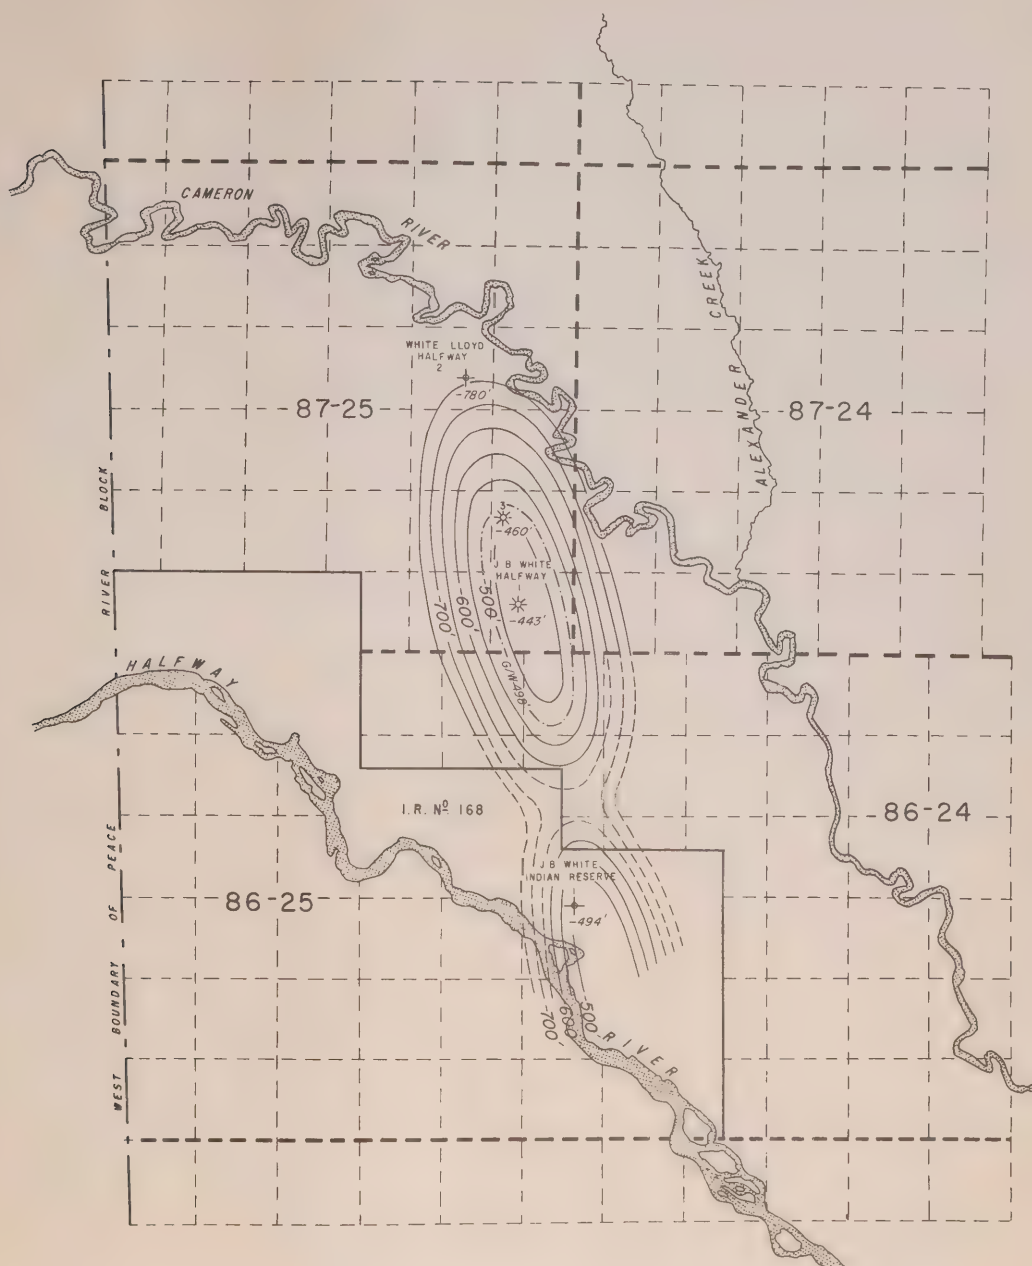 CAMERON
RIVER
CREEK
ALEXANDER
WHITE LLOYD
HALFWAY
2
-780'
87-25
87-24
WEST BOUNDARY OF PEACE RIVER BLOCK
3
-460'
J B WHITE
HALFWAY
-443'
-700'
-600'
-500'
G/W 498'
HALFWAY
I.R. Nº 168
86-24
J B WHITE
INDIAN RESERVE
-494'
86-25
-700'
600'
-500
RIVER